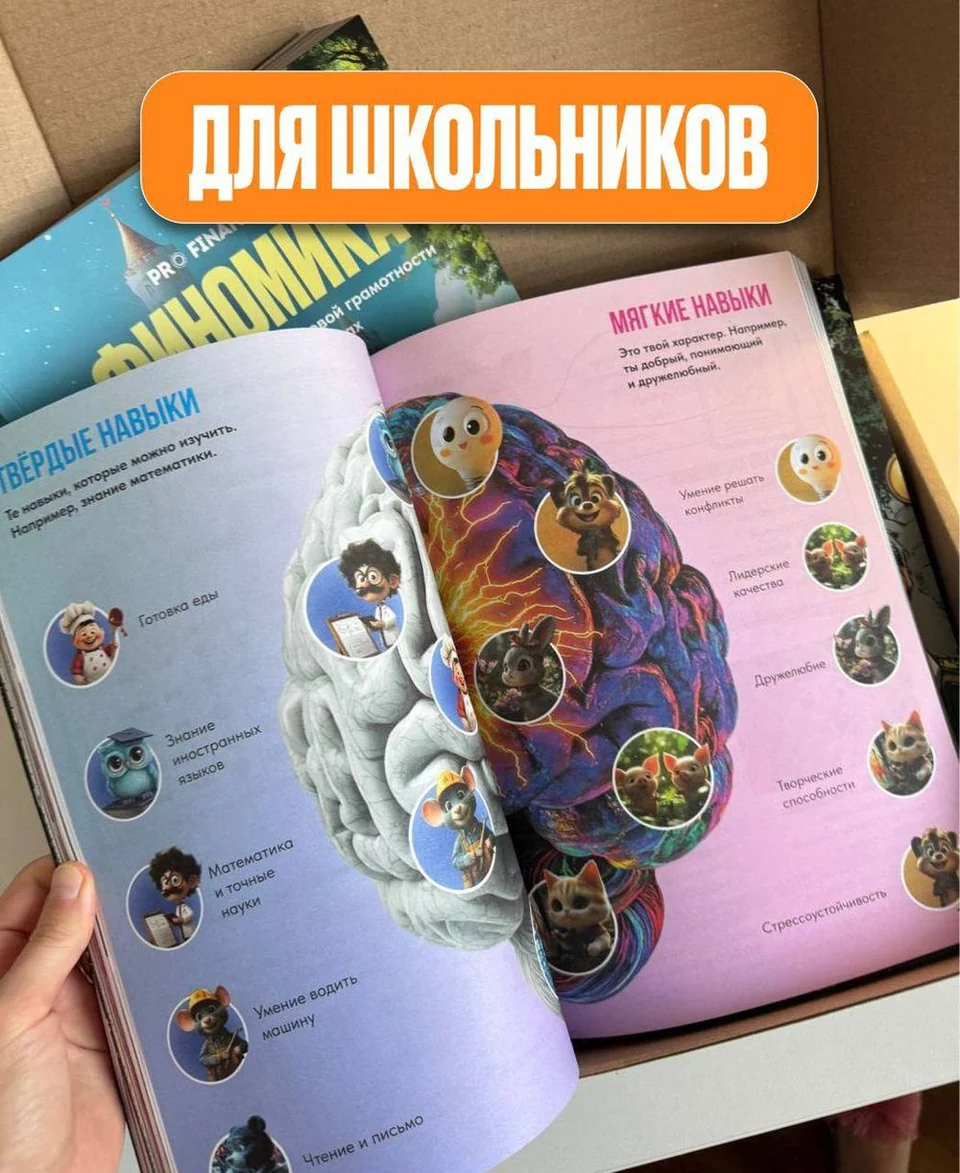 ДЛЯ ШКОЛЬНИКОВ
PRO FINAN
ФИНОМИКА
грамотности
ТВЁРДЫЕ НАВЫКИ
Те навыки, которые можно изучить.
Например, знание математики.
Готовка еды
Знание
иностранных
языков
Математика
и точные
науки
Умение водить
машину
Чтение и письмо
МЯГКИЕ НАВЫКИ
Это твой характер. Например,
ты добрый, понимающий
и дружелюбный.
Умение решать
конфликты
Лидерские
качества
Дружелюбие
Творческие
способности
Стрессоустойчивость